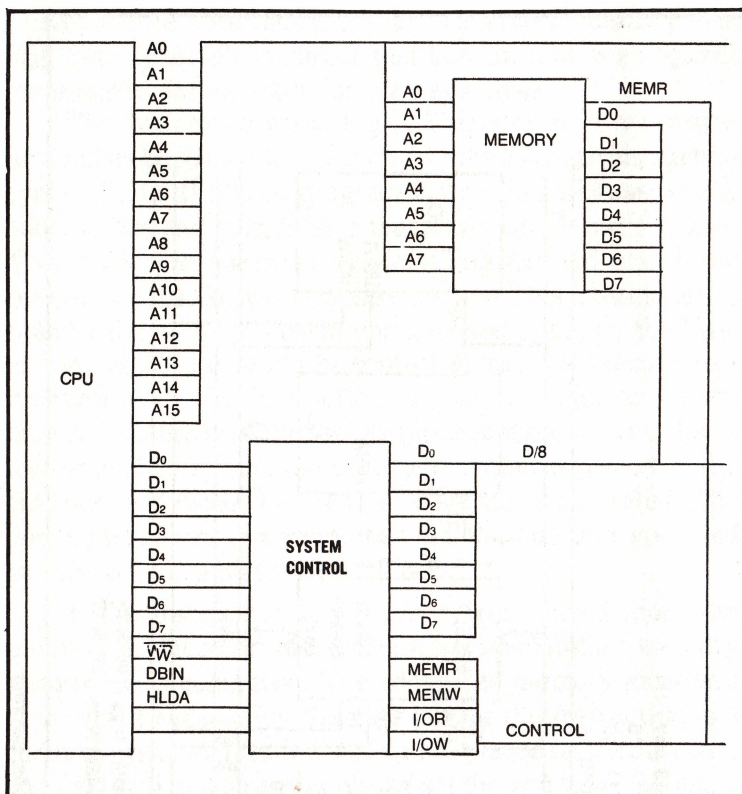 A0
A1
A2
A3
A4
A5
A6
A7
A8
A9
A10
A11
A12
A13
A14
A15
CPU
D0
D1
D2
D3
D4
D5
D6
D7
W̅
DBIN
HLDA
A0
A1
A2
A3
A4
A5
A6
A7
MEMORY
MEMR
D0
D1
D2
D3
D4
D5
D6
D7
SYSTEM
CONTROL
D0
D/8
D1
D2
D3
D4
D5
D6
D7
MEMR
MEMW
I/OR
I/OW
CONTROL